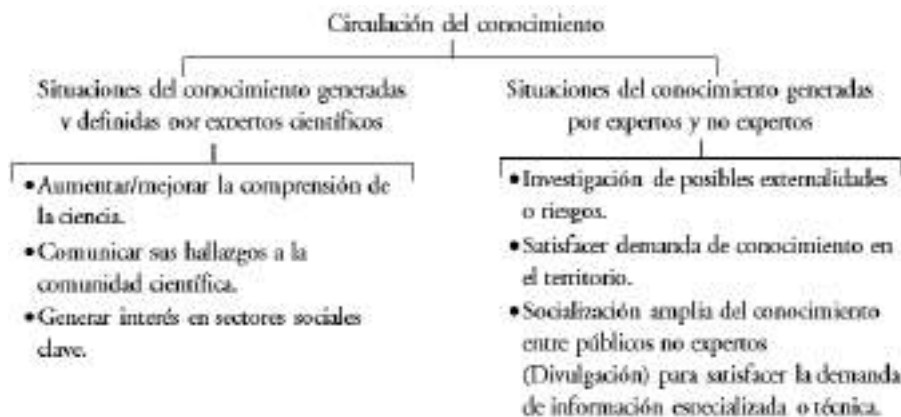 Circulación del conocimiento
Situaciones del conocimiento generadas
y definidas por expertos científicos
•Aumentar/mejorar la comprensión de
la ciencia.
•Comunicar sus hallazgos a la
comunidad científica.
•Generar interés en sectores sociales
clave.
Situaciones del conocimiento generadas
por expertos y no expertos
•Investigación de posibles externalidades
o riesgos.
•Satisfacer demanda de conocimiento en
el territorio.
•Socialización amplia del conocimiento
entre públicos no expertos
(Divulgación) para satisfacer la demanda
de información especializada o técnica.